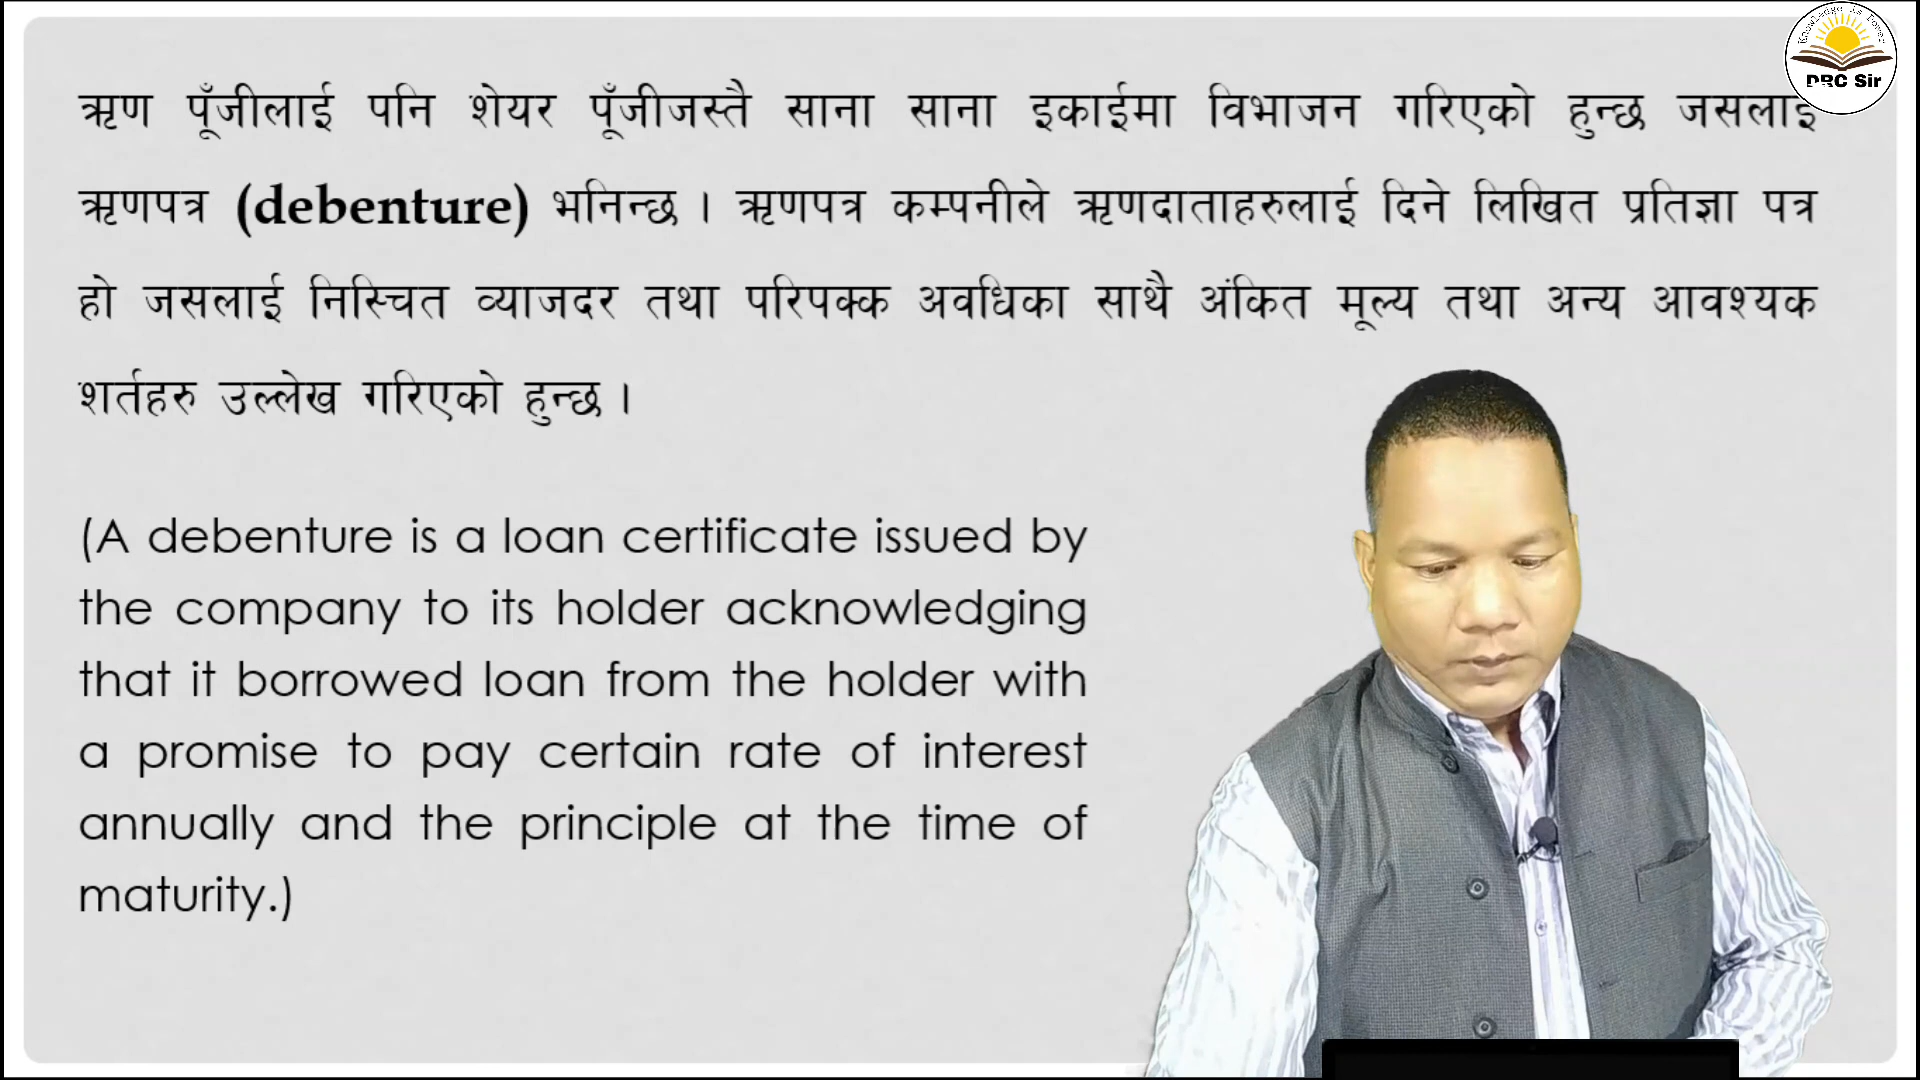 Knowledge is Power
DRC Sir
ऋण पूँजीलाई पनि शेयर पूँजीजस्तै साना साना इकाईमा विभाजन गरिएको हुन्छ जसलाई
ऋणपत्र (debenture) भनिन्छ । ऋणपत्र कम्पनीले ऋणदाताहरुलाई दिने लिखित प्रतिज्ञा पत्र
हो जसलाई निस्चित व्याजदर तथा परिपक्क अवधिका साथै अंकित मूल्य तथा अन्य आवश्यक
शर्तहरु उल्लेख गरिएको हुन्छ ।
(A debenture is a loan certificate issued by
the company to its holder acknowledging
that it borrowed loan from the holder with
a promise to pay certain rate of interest
annually and the principle at the time of
maturity.)